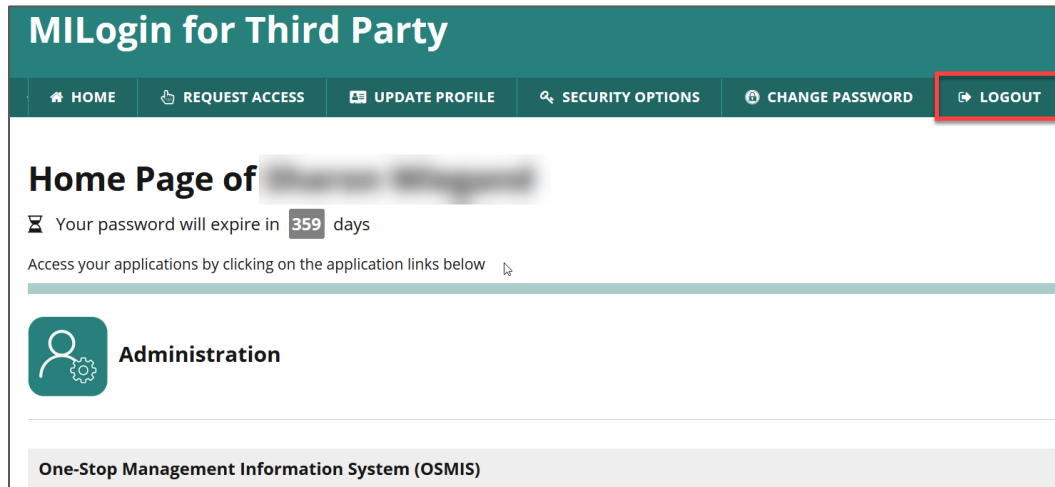 MILogin for Third Party
HOME REQUEST ACCESS UPDATE PROFILE SECURITY OPTIONS CHANGE PASSWORD LOGOUT
Home Page of
Your password will expire in 359 days
Access your applications by clicking on the application links below
Administration
One-Stop Management Information System (OSMIS)